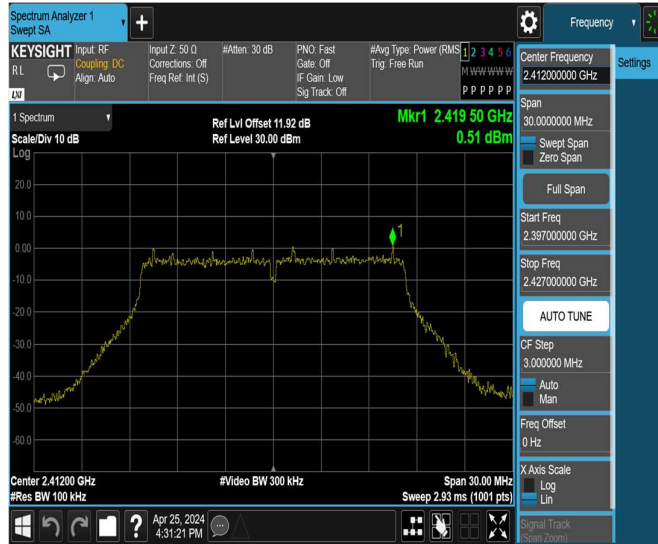 Spectrum Analyzer 1
Swept SA
+
Frequency
KEYSIGHT
RL
LXI
Input: RF
Coupling: DC
Align: Auto
Input Z: 50 Ω
Corrections: Off
Freq Ref: Int (S)
#Atten: 30 dB
PNO: Fast
Gate: Off
IF Gain: Low
Sig Track: Off
#Avg Type: Power (RMS
Trig: Free Run
1 2 3 4 5 6
M W W W W W
P P P P P P
1 Spectrum
Scale/Div 10 dB
Ref Lvl Offset 11.92 dB
Ref Level 30.00 dBm
Mkr1 2.419 50 GHz
0.51 dBm
Log
20.0
10.0
0.00
-10.0
-20.0
-30.0
-40.0
-50.0
-60.0
1
Center 2.41200 GHz
#Res BW 100 kHz
#Video BW 300 kHz
Span 30.00 MHz
Sweep 2.93 ms (1001 pts)
?
Apr 25, 2024
4:31:21 PM
Center Frequency
2.412000000 GHz
Settings
Span
30.0000000 MHz
Swept Span
Zero Span
Full Span
Start Freq
2.397000000 GHz
Stop Freq
2.427000000 GHz
AUTO TUNE
CF Step
3.000000 MHz
Auto
Man
Freq Offset
0 Hz
X Axis Scale
Log
Lin
Signal Track
(Span Zoom)